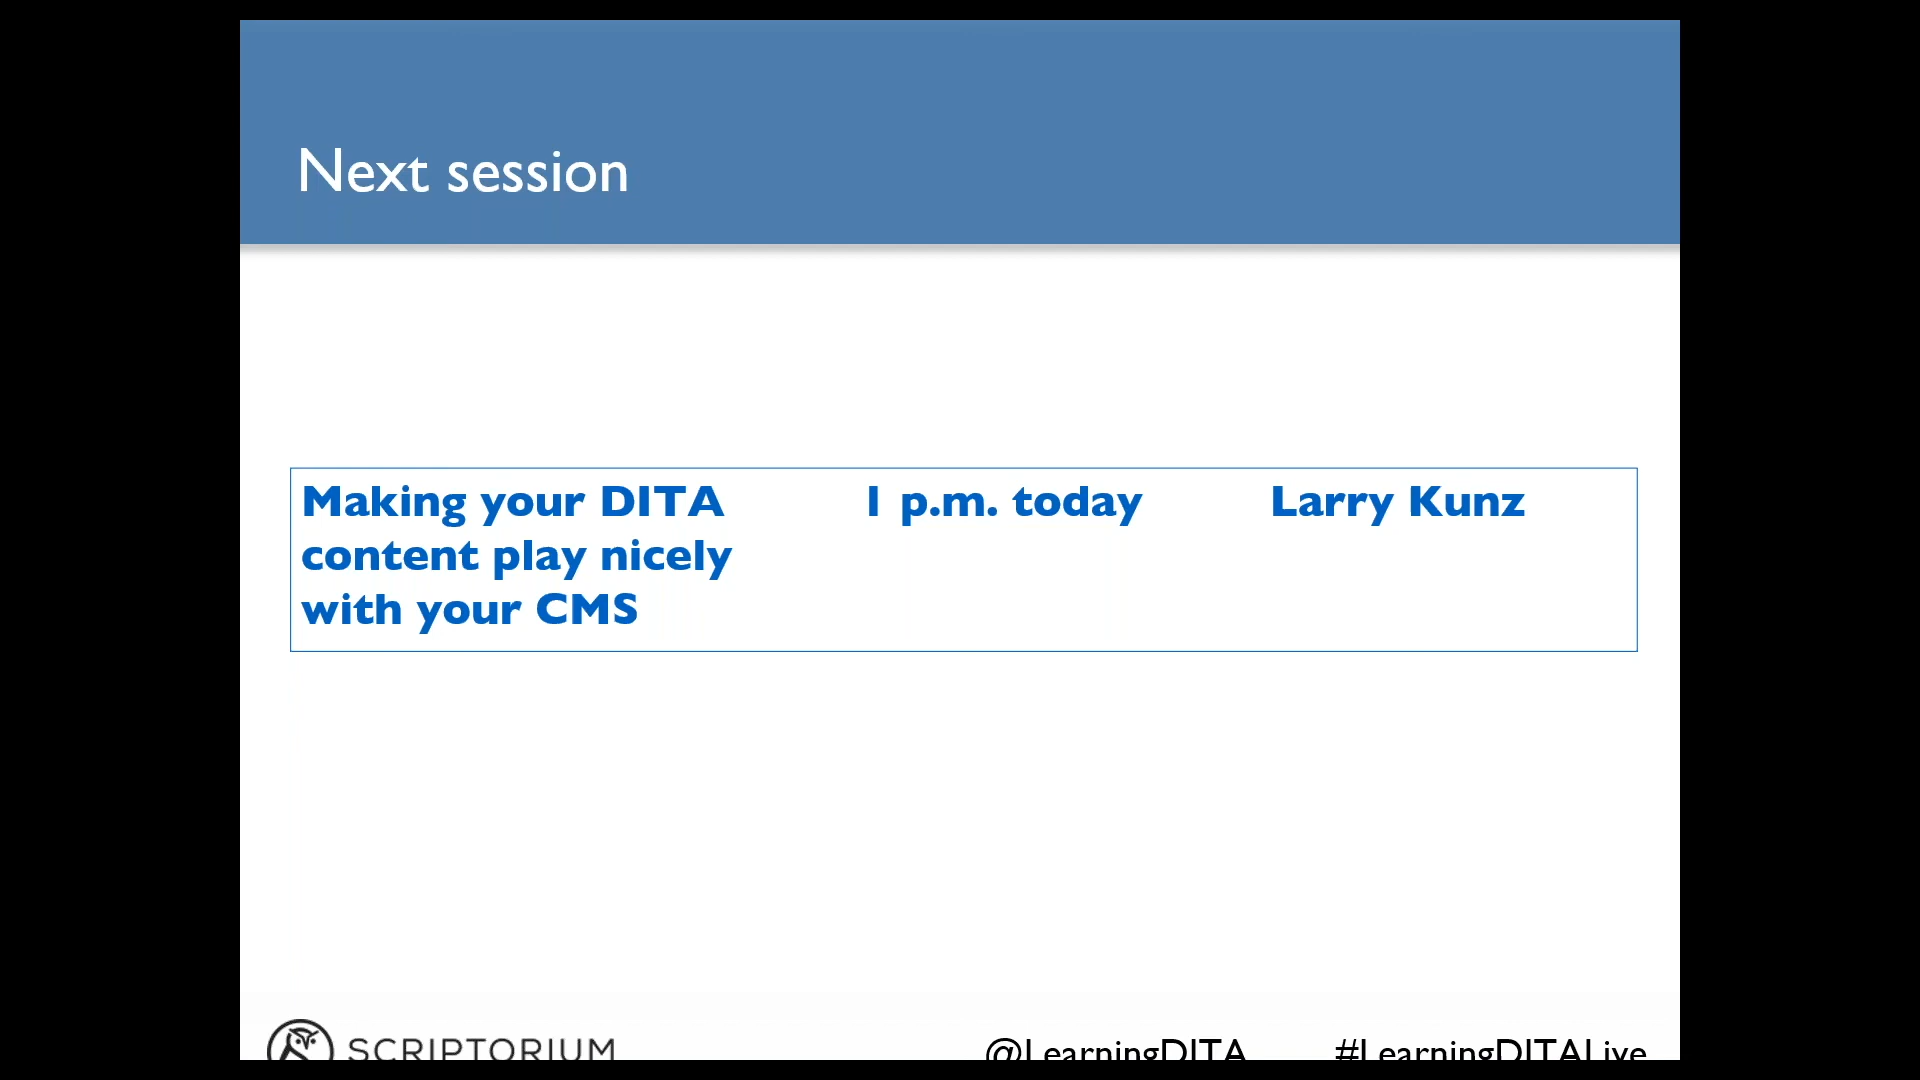 Next session
Making your DITA 1 p.m. today Larry Kunz
content play nicely
with your CMS
SCRIPTORIUM @LearningDITA #LearningDITALive